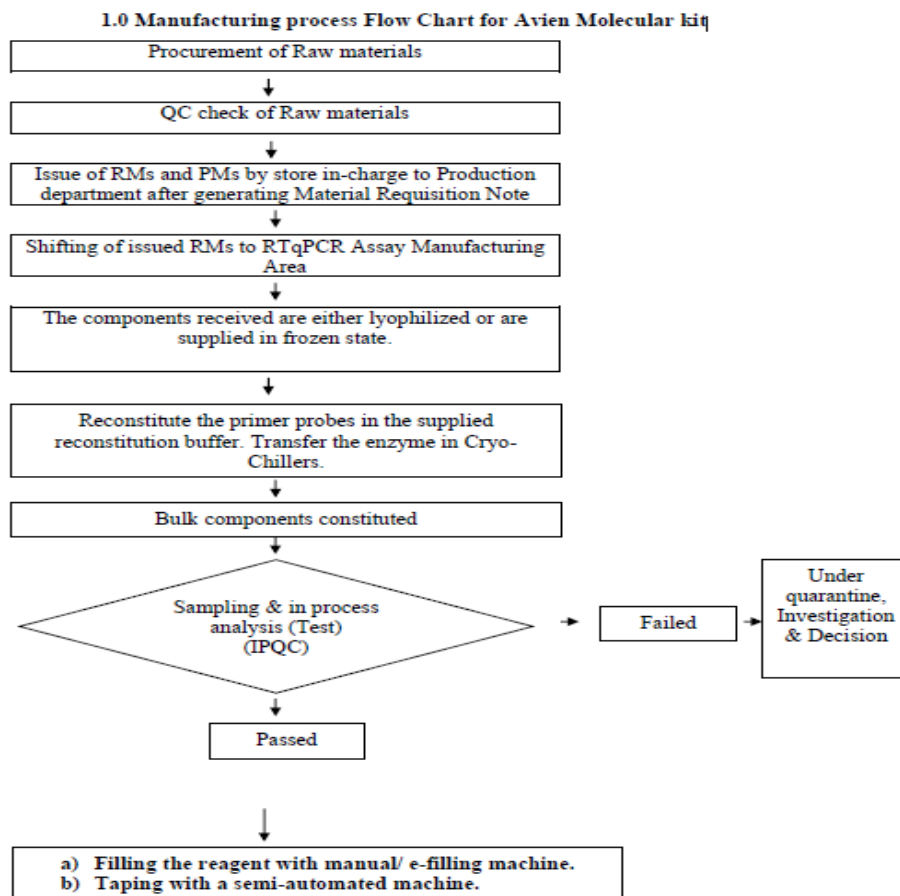 1.0 Manufacturing process Flow Chart for Avien Molecular kit
Procurement of Raw materials
QC check of Raw materials
Issue of RMs and PMs by store in-charge to Production
department after generating Material Requisition Note
Shifting of issued RMs to RTqPCR Assay Manufacturing
Area
The components received are either lyophilized or are
supplied in frozen state.
Reconstitute the primer probes in the supplied
reconstitution buffer. Transfer the enzyme in Cryo-
Chillers.
Bulk components constituted
Sampling & in process
analysis (Test)
(IPQC)
Failed
Under
quarantine,
Investigation
& Decision
Passed
a) Filling the reagent with manual/ e-filling machine.
b) Taping with a semi-automated machine.